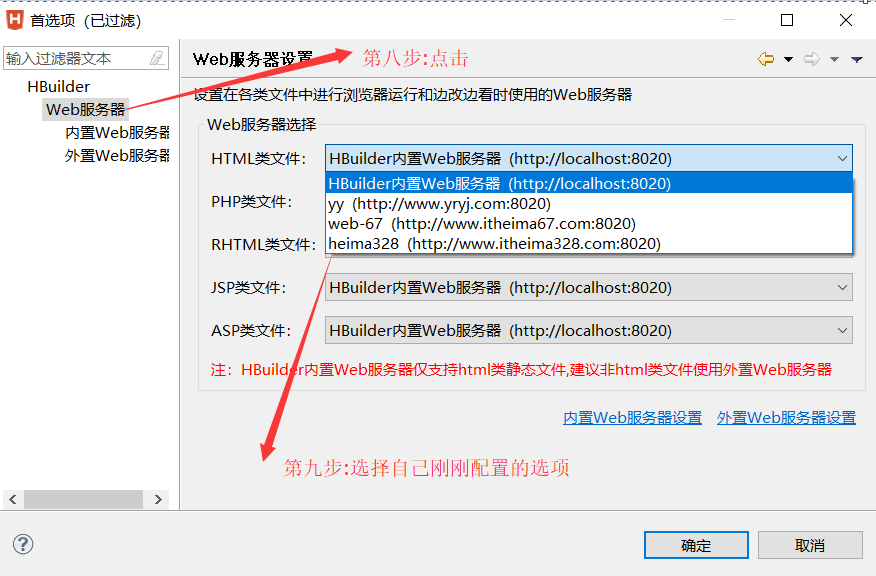 首选项（已过滤）
输入过滤器文本
HBuilder
Web服务器
内置Web服务器
外置Web服务器
Web服务器设置
第八步:点击
设置在各类文件中进行浏览器运行和边改边看时使用的Web服务器
Web服务器选择
HTML类文件:
HBuilder内置Web服务器（http://localhost:8020)
HBuilder内置Web服务器（http://localhost:8020)
yy（http://www.yryj.com:8020)
web-67（http://www.itheima67.com:8020)
heima328（http://www.itheima328.com:8020)
PHP类文件:
RHTML类文件:
JSP类文件:
HBuilder内置Web服务器（http://localhost:8020)
ASP类文件:
HBuilder内置Web服务器（http://localhost:8020)
注：HBuilder内置Web服务器仅支持html类静态文件,建议非html类文件使用外置Web服务器
内置Web服务器设置 外置Web服务器设置
第九步:选择自己刚刚配置的选项
确定 取消